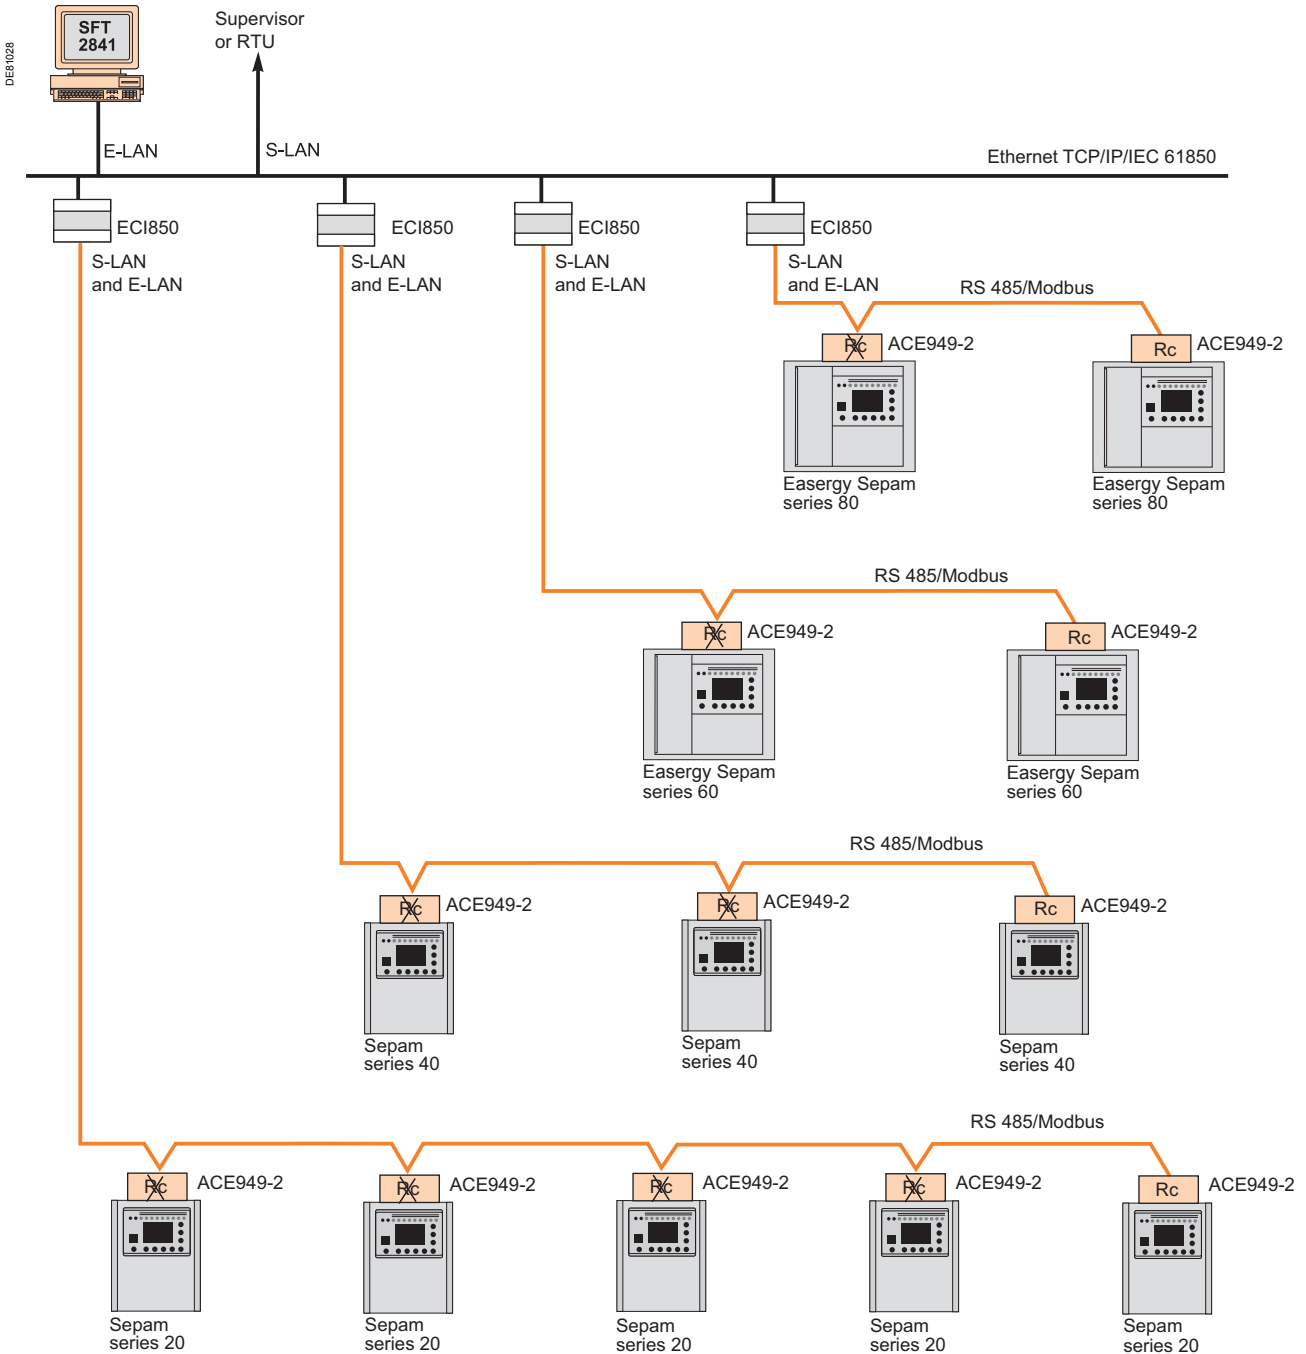 DE81028
SFT
2841
Supervisor
or RTU
E-LAN
S-LAN
Ethernet TCP/IP/IEC 61850
ECI850
ECI850
ECI850
ECI850
S-LAN
and E-LAN
S-LAN
and E-LAN
S-LAN
and E-LAN
S-LAN
and E-LAN
RS 485/Modbus
Rc
ACE949-2
Rc
ACE949-2
Easergy Sepam
series 80
Easergy Sepam
series 80
RS 485/Modbus
Rc
ACE949-2
Rc
ACE949-2
Easergy Sepam
series 60
Easergy Sepam
series 60
RS 485/Modbus
Rc
ACE949-2
Rc
ACE949-2
Rc
ACE949-2
Sepam
series 40
Sepam
series 40
Sepam
series 40
RS 485/Modbus
Rc
ACE949-2
Rc
ACE949-2
Rc
ACE949-2
Rc
ACE949-2
Rc
ACE949-2
Sepam
series 20
Sepam
series 20
Sepam
series 20
Sepam
series 20
Sepam
series 20